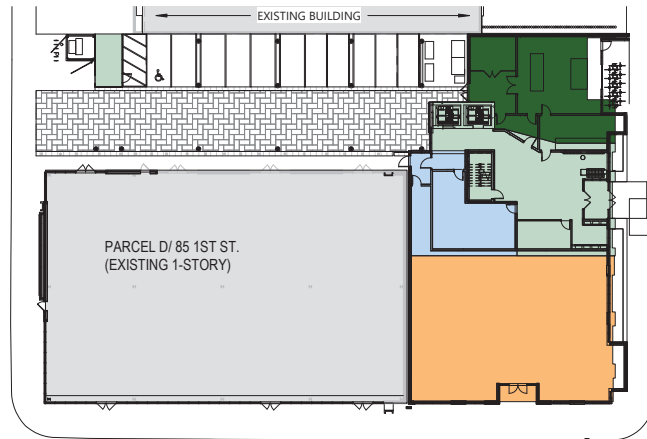 EXISTING BUILDING
PARCEL D/ 85 1ST ST.
(EXISTING 1-STORY)